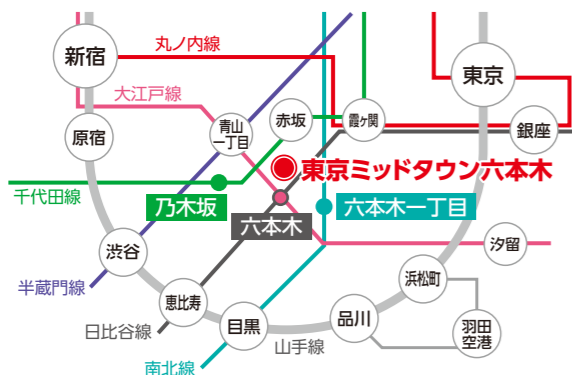 新宿
丸ノ内線
東京
大江戸線
原宿
青山
一丁目
赤坂
霞ヶ関
銀座
東京ミッドタウン六本木
千代田線
乃木坂
六本木
六本木一丁目
渋谷
汐留
半蔵門線
恵比寿
浜松町
日比谷線
目黒
山手線
品川
羽田
空港
南北線